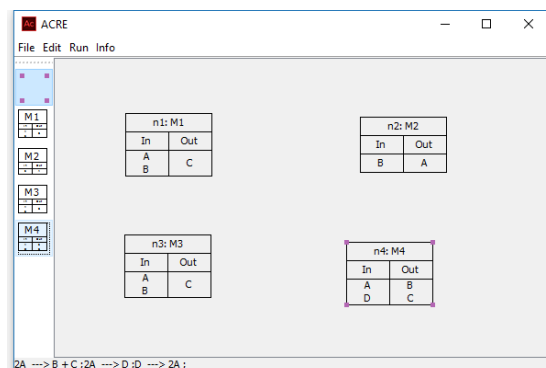 Ac ACRE
File Edit Run Info
M1
M2
M3
M4
n1: M1
In Out
A C
B
n2: M2
In Out
B A
n3: M3
In Out
A C
B
n4: M4
In Out
A B
D C
2A ---> B + C ;2A ---> D ;D ---> 2A ;